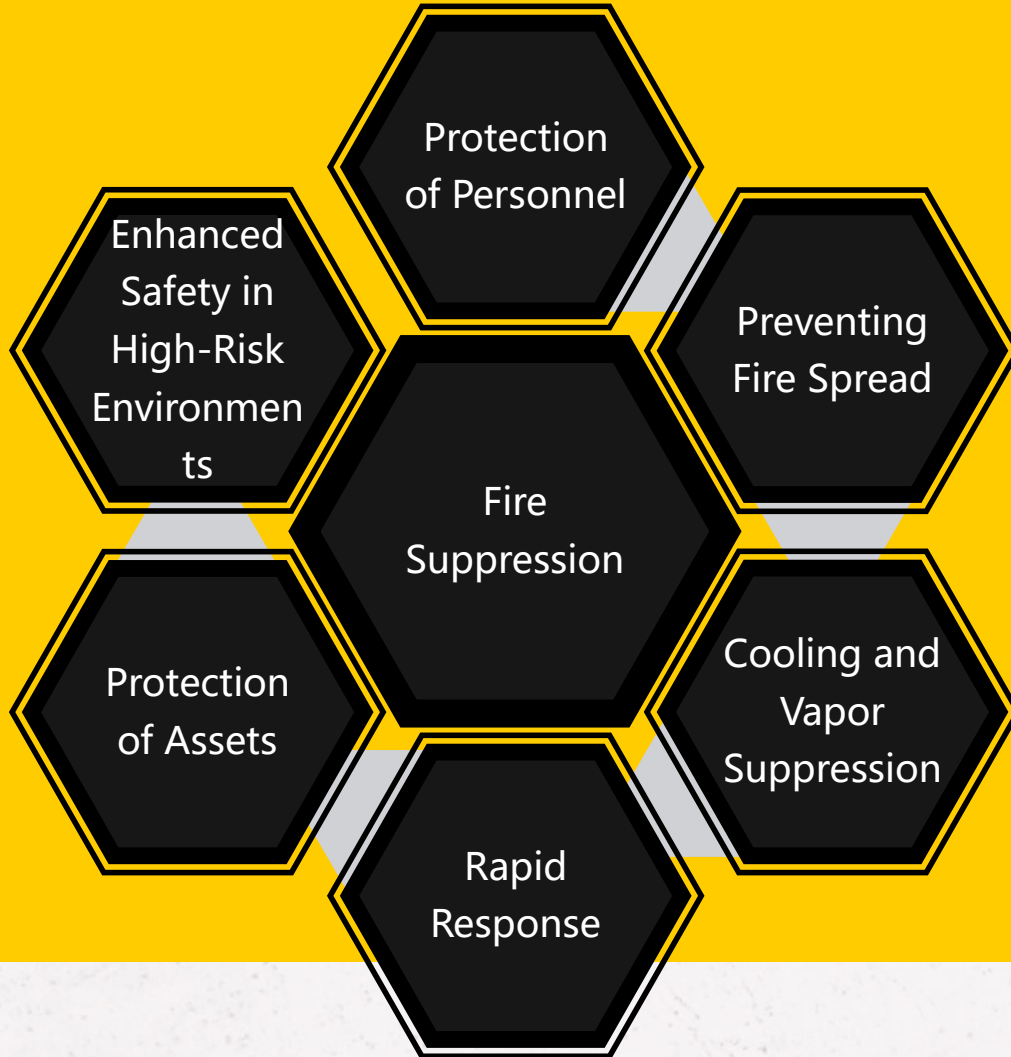 Protection
of Personnel
Enhanced
Safety in
High-Risk
Environmen
ts
Preventing
Fire Spread
Fire
Suppression
Protection
of Assets
Cooling and
Vapor
Suppression
Rapid
Response